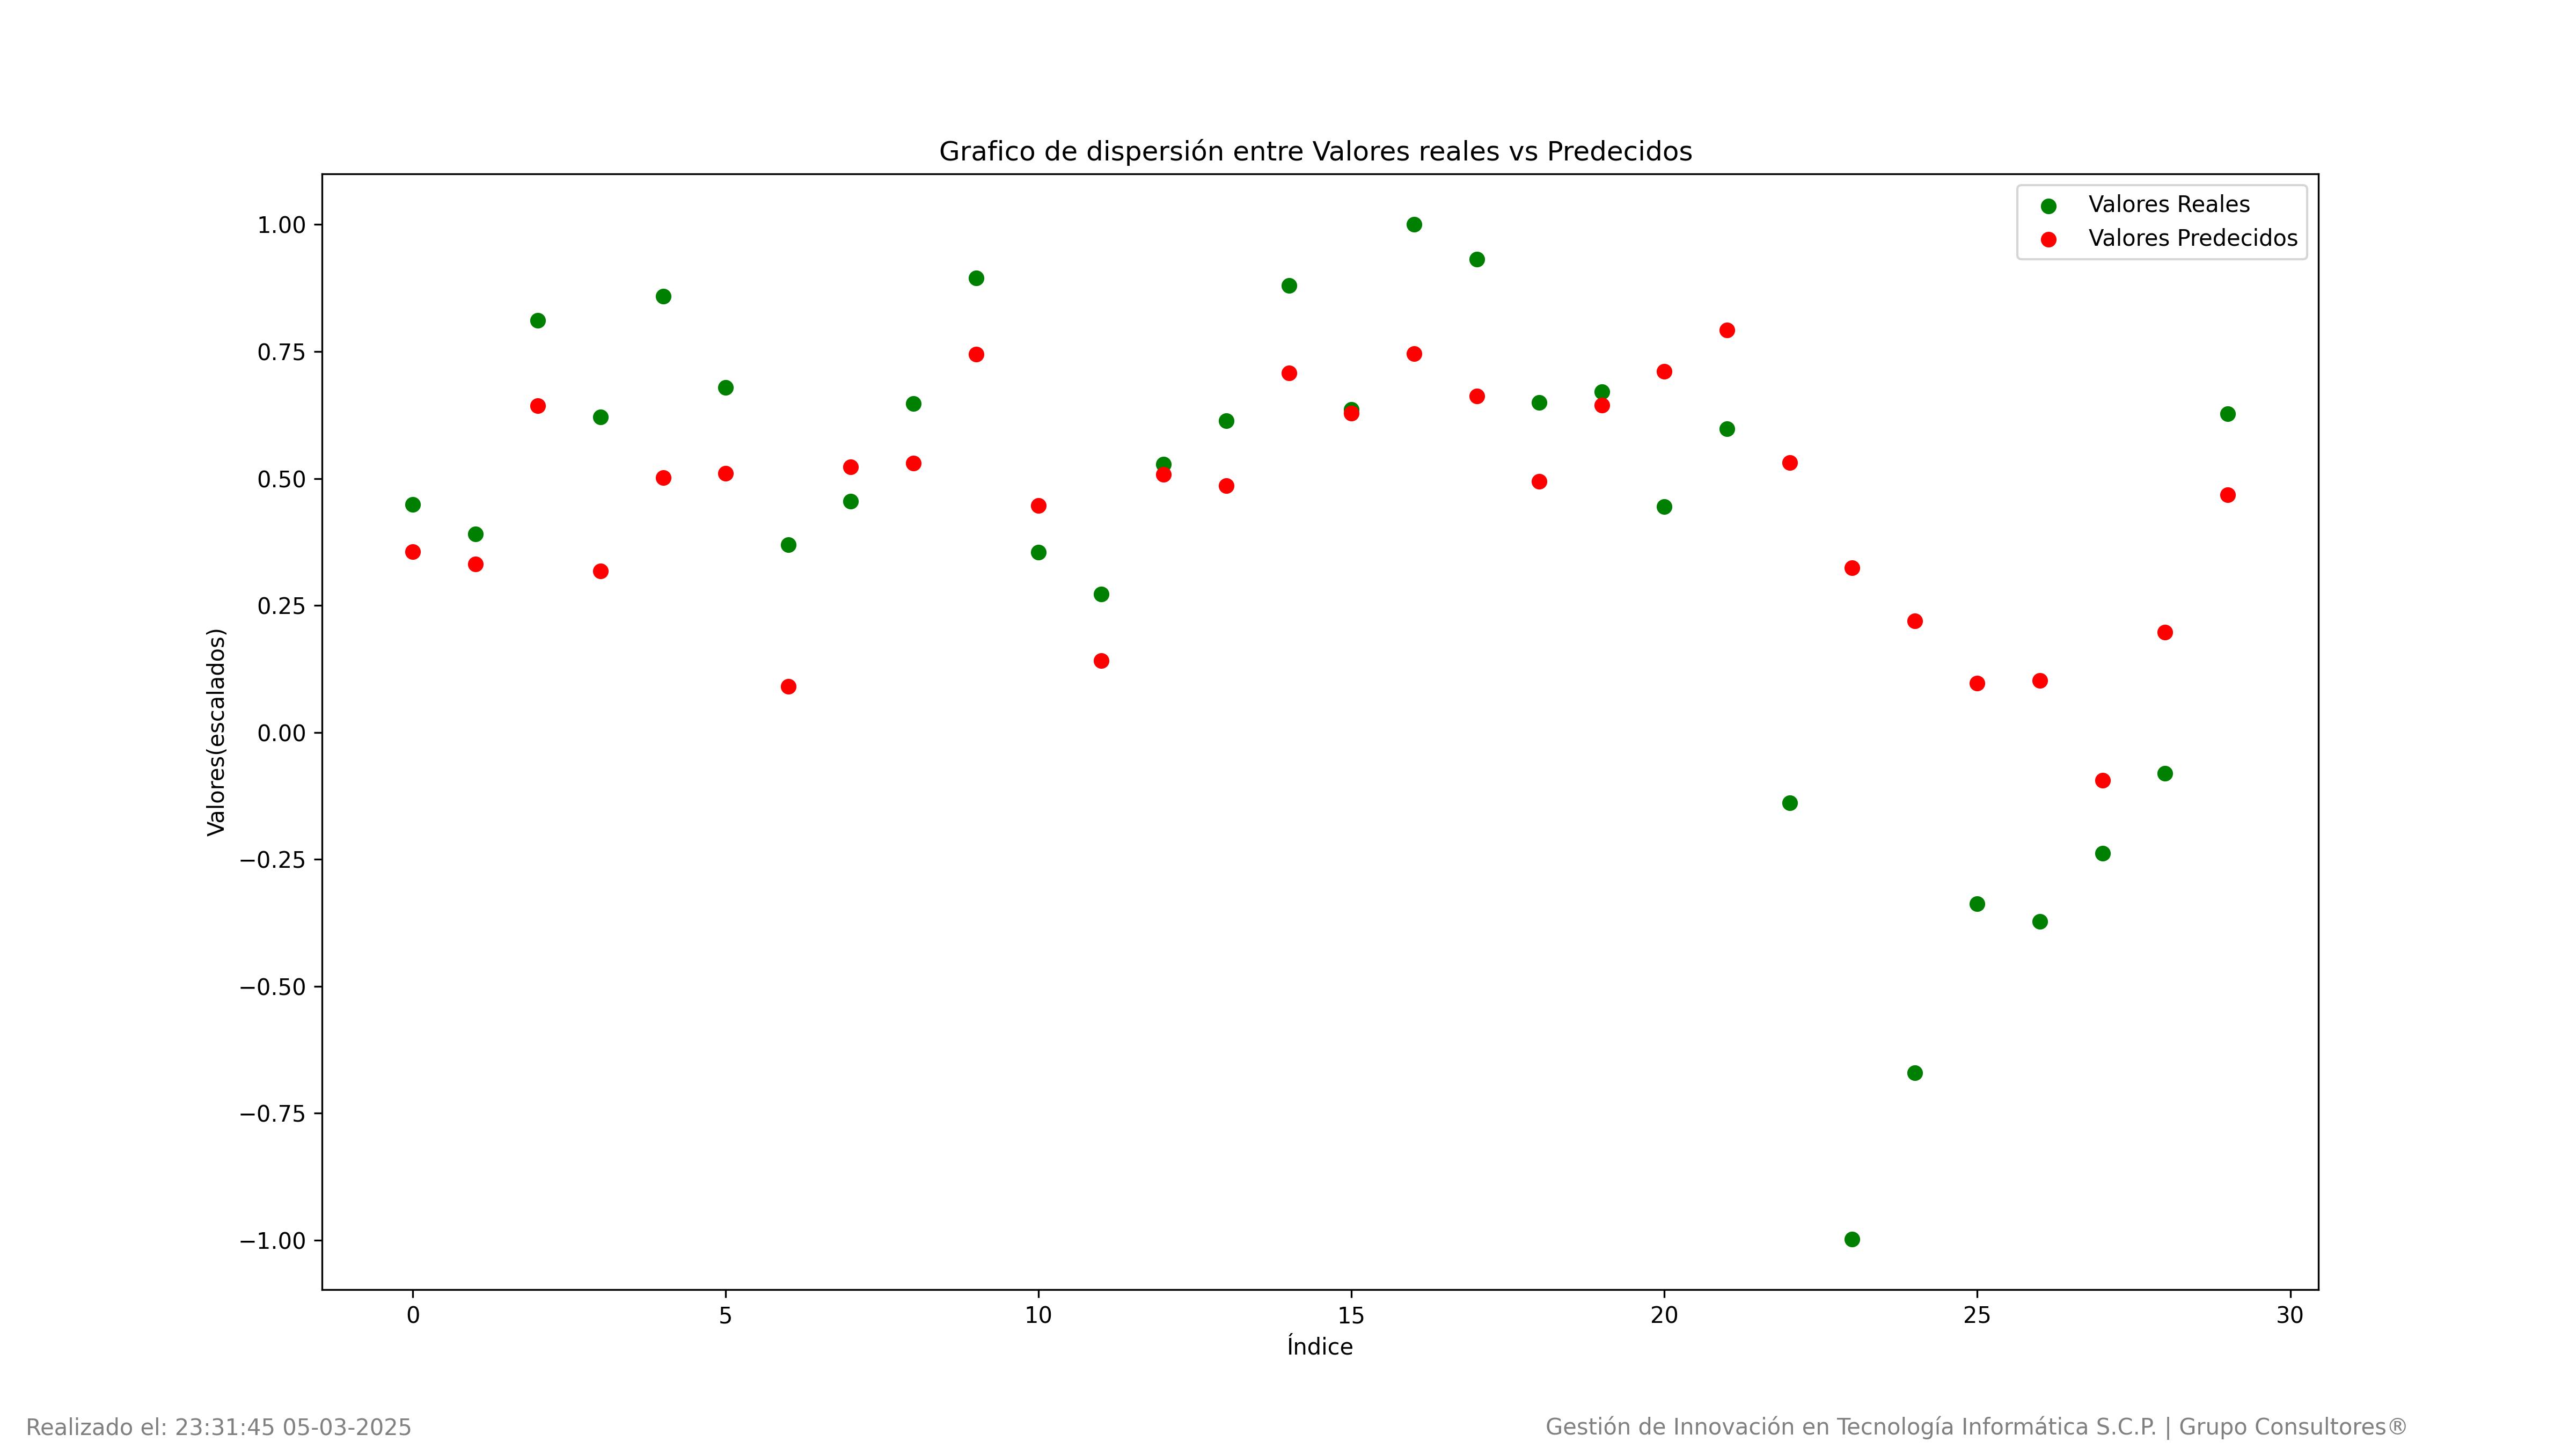 Grafico de dispersión entre Valores reales vs Predecidos
Valores Reales
Valores Predecidos
1.00
0.75
0.50
0.25
0.00
−0.25
−0.50
−0.75
−1.00
Valores(escalados)
0 5 10 15 20 25 30
Índice
Realizado el: 23:31:45 05-03-2025
Gestión de Innovación en Tecnología Informática S.C.P. | Grupo Consultores®